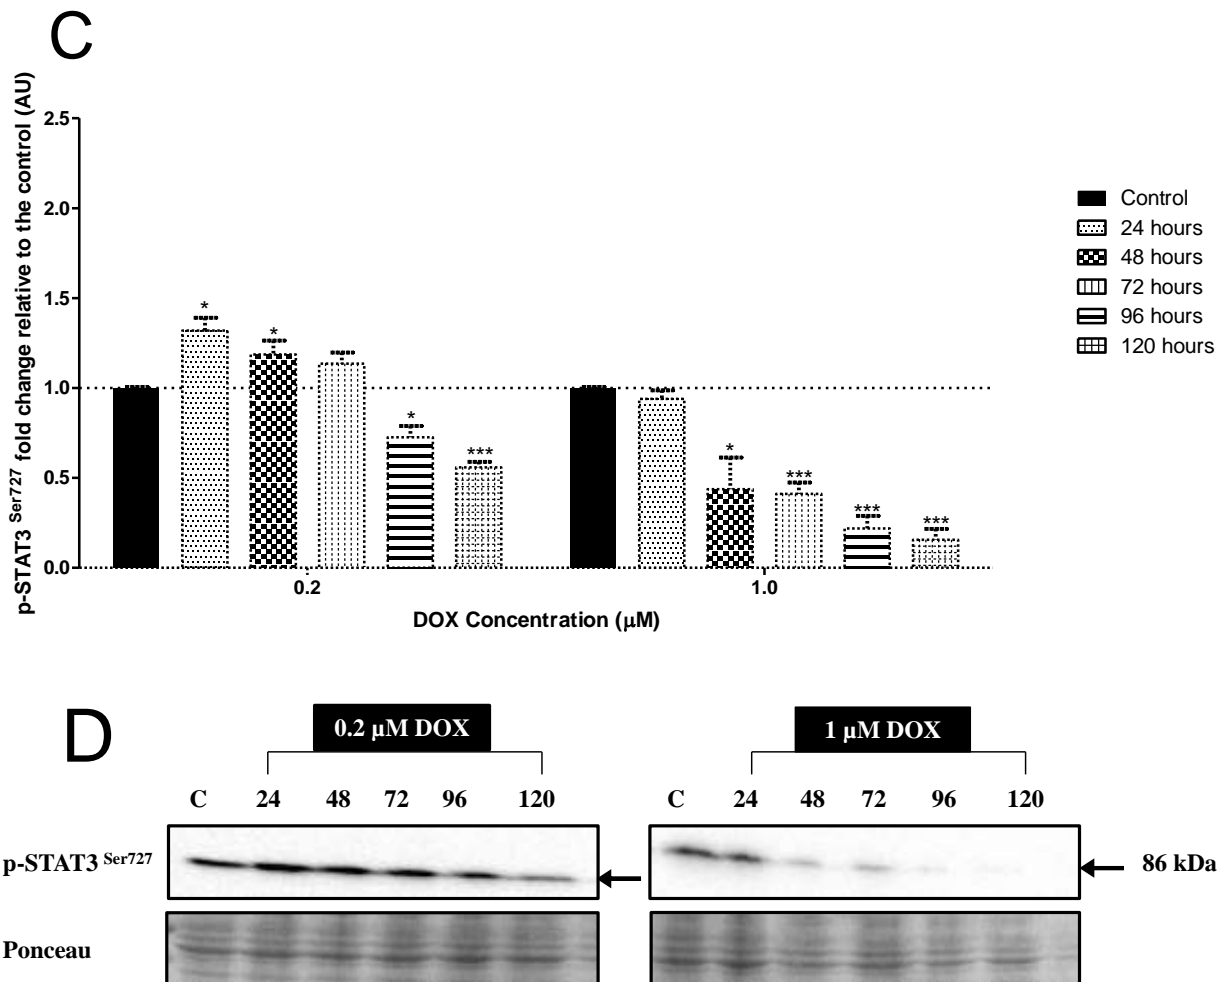 C
p-STAT3 Ser727 fold change relative to the control (AU)
2.5
2.0
1.5
1.0
0.5
0.0
*
*
*
***
*
***
***
***
0.2
1.0
DOX Concentration (µM)
Control
24 hours
48 hours
72 hours
96 hours
120 hours
D
0.2 µM DOX
1 µM DOX
C 24 48 72 96 120
C 24 48 72 96 120
p-STAT3 Ser727
86 kDa
Ponceau